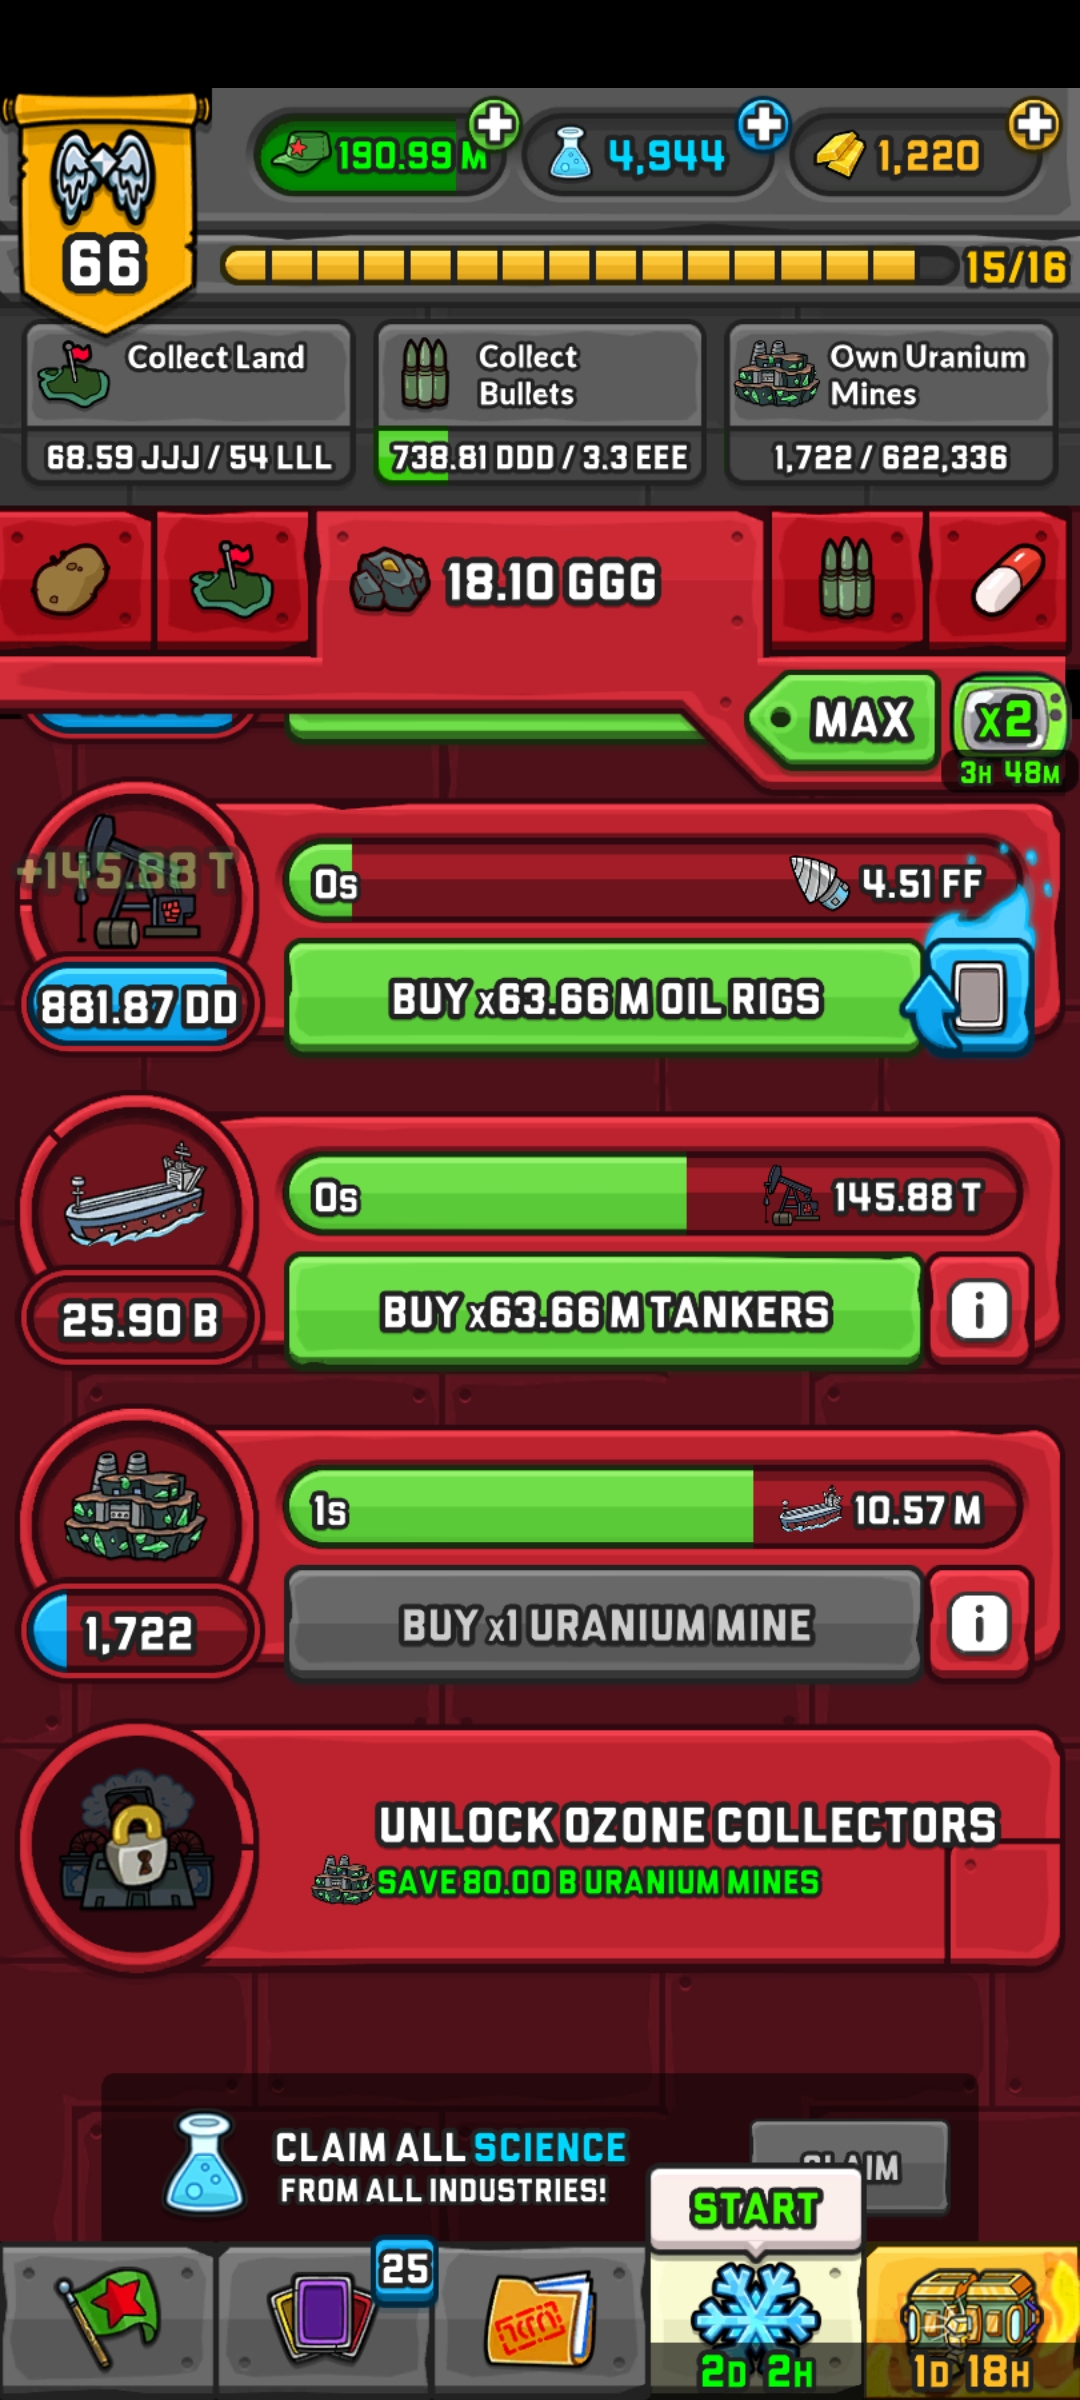 190.99 M
4,944
1,220
66
15/16
Collect Land
68.59 JJJ / 54 LLL
Collect
Bullets
738.81 DDD / 3.3 EEE
Own Uranium
Mines
1,722 / 622,336
18.10 GGG
MAX
x2
3H 48M
+145.88 T
0s
4.51 FF
881.87 DD
BUY x63.66 M OIL RIGS
0s
145.88 T
25.90 B
BUY x63.66 M TANKERS
i
1s
10.57 M
1,722
BUY x1 URANIUM MINE
i
UNLOCK OZONE COLLECTORS
SAVE 80.00 B URANIUM MINES
CLAIM ALL SCIENCE
FROM ALL INDUSTRIES!
CLAIM
START
25
2D 2H
1D 18H